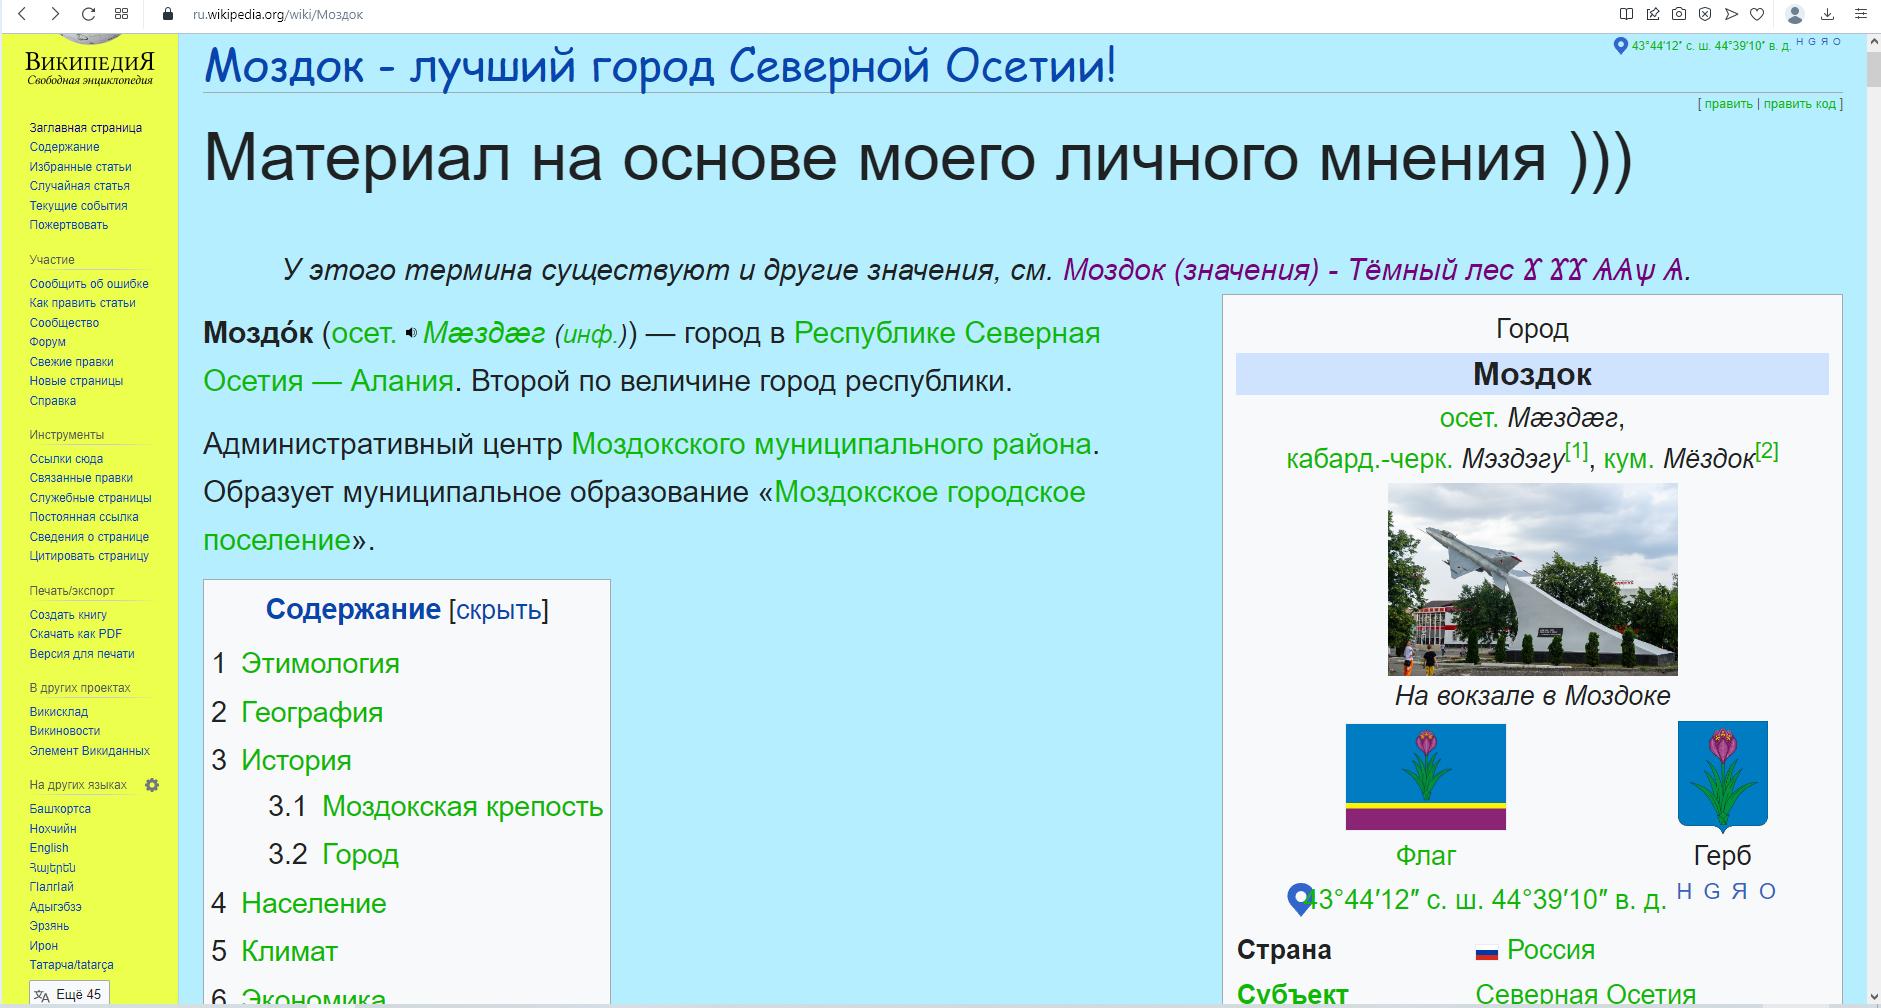 ru.wikipedia.org/wiki/Моздок
ВикипедиЯ
Свободная энциклопедия
Заглавная страница
Содержание
Избранные статьи
Случайная статья
Текущие события
Пожертвовать
Участие
Сообщить об ошибке
Как править статьи
Сообщество
Форум
Свежие правки
Новые страницы
Справка
Инструменты
Ссылки сюда
Связанные правки
Служебные страницы
Постоянная ссылка
Сведения о странице
Цитировать страницу
Печать/экспорт
Создать книгу
Скачать как PDF
Версия для печати
В других проектах
Викисклад
Викиновости
Элемент Викиданных
На других языках
Башҡортса
Нохчийн
English
Հայերեն
ГӀалгӀай
Адыгэбзэ
Эрзянь
Ирон
Татарча/tatarça
Ещё 45
Моздок - лучший город Северной Осетии!
43°44′12″ с. ш. 44°39′10″ в. д. H G Я O
[ править | править код ]
Материал на основе моего личного мнения )))
У этого термина существуют и другие значения, см. Моздок (значения) - Тёмный лес Ѫ ѪѪ ѦѦψ Ѧ.
Моздо́к (осет. Мæздæг (инф.)) — город в Республике Северная
Осетия — Алания. Второй по величине город республики.
Административный центр Моздокского муниципального района.
Образует муниципальное образование «Моздокское городское
поселение».
Содержание [скрыть]
1 Этимология
2 География
3 История
3.1 Моздокская крепость
3.2 Город
4 Население
5 Климат
6 Экономика
Город
Моздок
осет. Мæздæг,
кабард.-черк. Мэздэгу[1], кум. Мёздок[2]
На вокзале в Моздоке
Флаг
Герб
43°44′12″ с. ш. 44°39′10″ в. д. H G Я O
Страна Россия
Субъект Северная Осетия